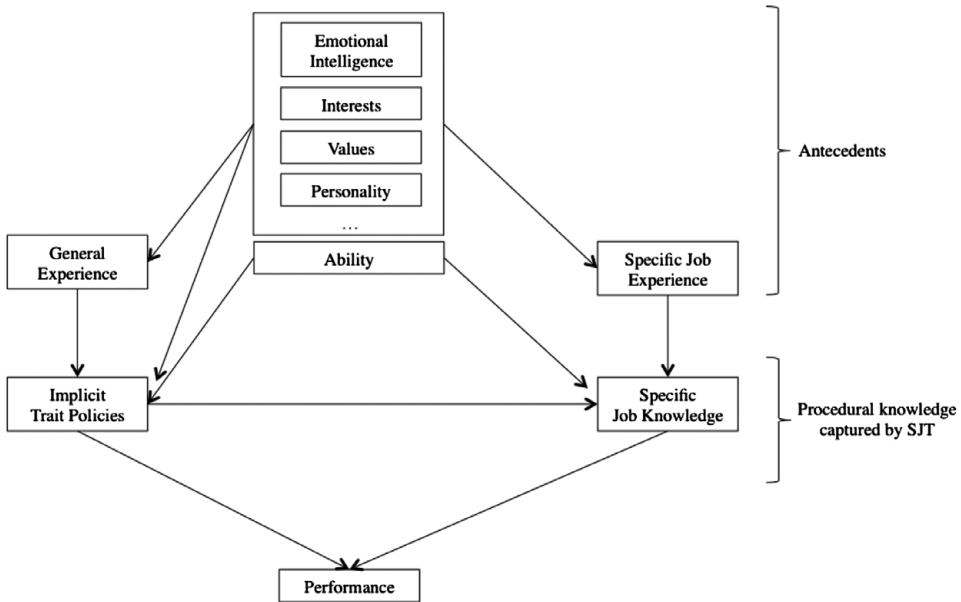 Emotional
Intelligence
Interests
Values
Personality
...
Ability
General
Experience
Specific Job
Experience
Antecedents
Implicit
Trait Policies
Specific
Job Knowledge
Procedural knowledge
captured by SJT
Performance